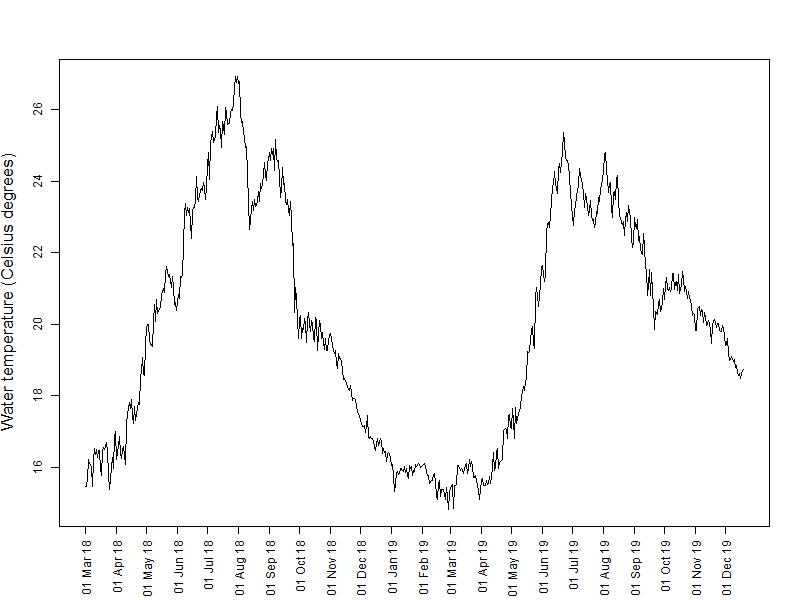 Water temperature (Celsius degrees)
26
24
22
20
18
16
01 Mar 18
01 Apr 18
01 May 18
01 Jun 18
01 Jul 18
01 Aug 18
01 Sep 18
01 Oct 18
01 Nov 18
01 Dec 18
01 Jan 19
01 Feb 19
01 Mar 19
01 Apr 19
01 May 19
01 Jun 19
01 Jul 19
01 Aug 19
01 Sep 19
01 Oct 19
01 Nov 19
01 Dec 19